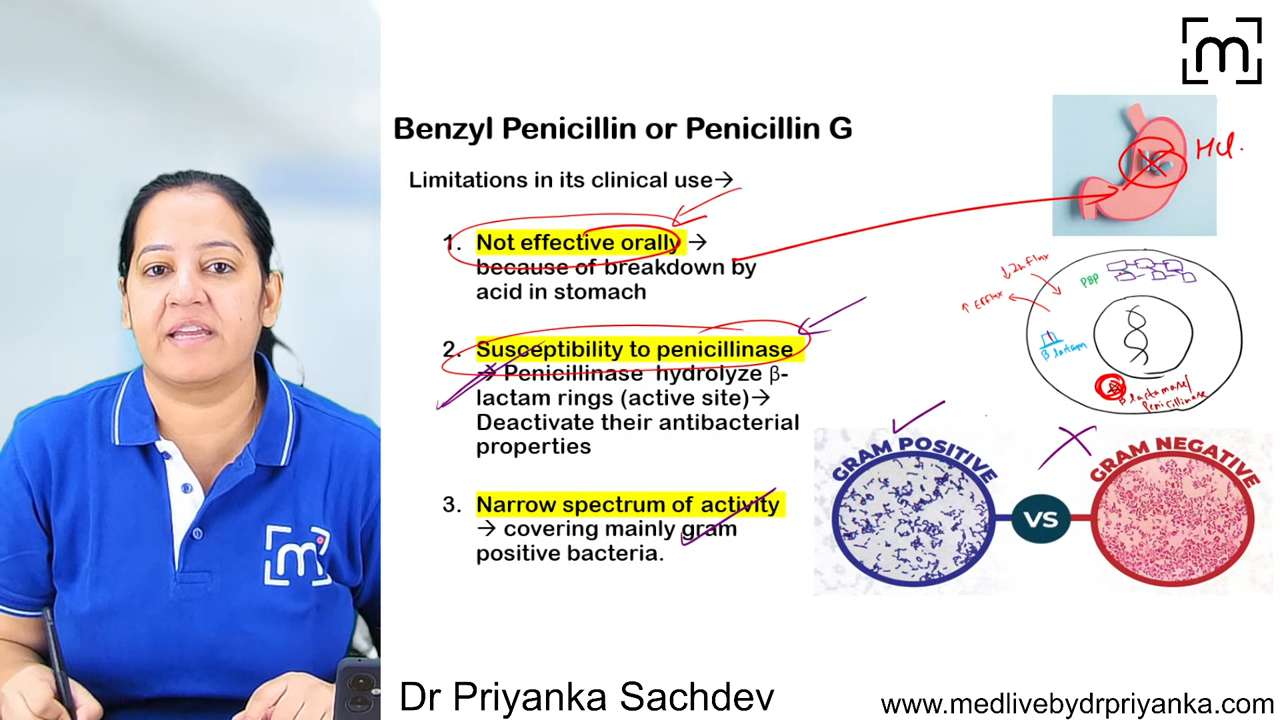 m
Benzyl Penicillin or Penicillin G
Limitations in its clinical use→
1. Not effective orally →
because of breakdown by
acid in stomach
2. Susceptibility to penicillinase
→ Penicillinase hydrolyze β-
lactam rings (active site)→
Deactivate their antibacterial
properties
3. Narrow spectrum of activity
→ covering mainly gram
positive bacteria.
HCl.
↓Influx
↑ Efflux
PBP
β lactam
β lactamase/
penicillinase
GRAM POSITIVE
VS
GRAM NEGATIVE
m
Dr Priyanka Sachdev
www.medlivebydrpriyanka.com